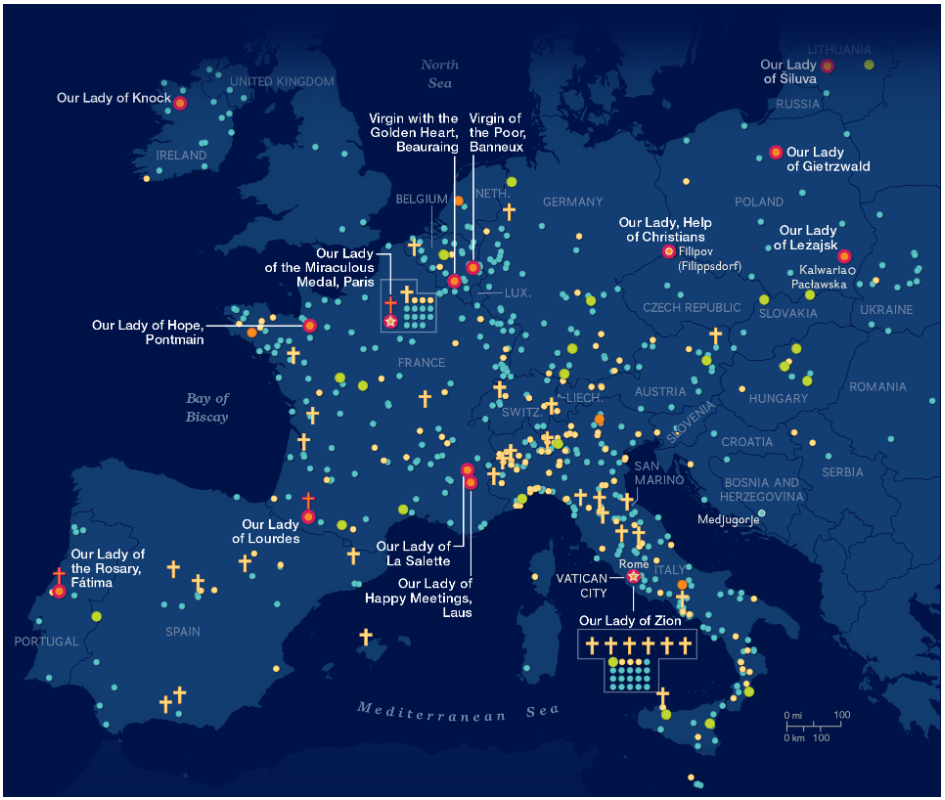 LITHUANIA
Our Lady
of Šiluva
RUSSIA
North
Sea
UNITED KINGDOM
Our Lady of Knock
IRELAND
Virgin with the
Golden Heart,
Beauraing
Virgin of
the Poor,
Banneux
Our Lady
of Gietrzwald
BELGIUM
NETH.
GERMANY
POLAND
Our Lady, Help
of Christians
Filipov
(Filippsdorf)
Our Lady
of Leżajsk
Kalwaria
Pacławska
Our Lady
of the Miraculous
Medal, Paris
LUX.
CZECH REPUBLIC
SLOVAKIA
UKRAINE
Our Lady of Hope,
Pontmain
FRANCE
Bay of
Biscay
SWITZ.
LIECH.
AUSTRIA
HUNGARY
ROMANIA
SLOVENIA
CROATIA
SERBIA
SAN
MARINO
BOSNIA AND
HERZEGOVINA
Medjugorje
Our Lady
of Lourdes
Our Lady of
La Salette
Our Lady of
Happy Meetings,
Laus
Our Lady of
the Rosary,
Fátima
PORTUGAL
SPAIN
Rome
VATICAN
CITY
ITALY
Our Lady of Zion
Mediterranean Sea
0 mi 100
0 km 100